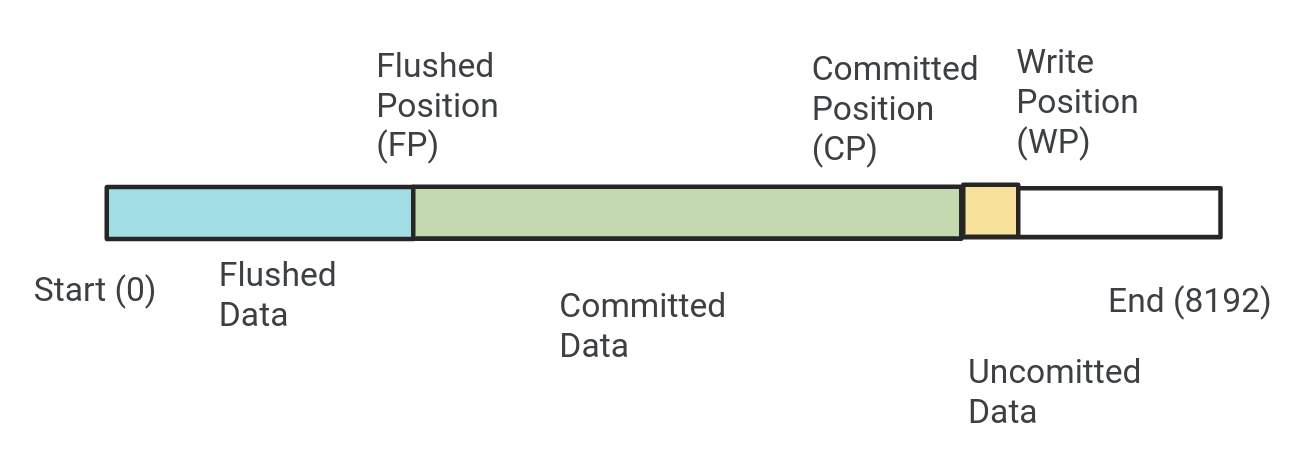 Flushed
Position
(FP)
Committed
Position
(CP)
Write
Position
(WP)
Start (0)
Flushed
Data
Committed
Data
End (8192)
Uncomitted
Data